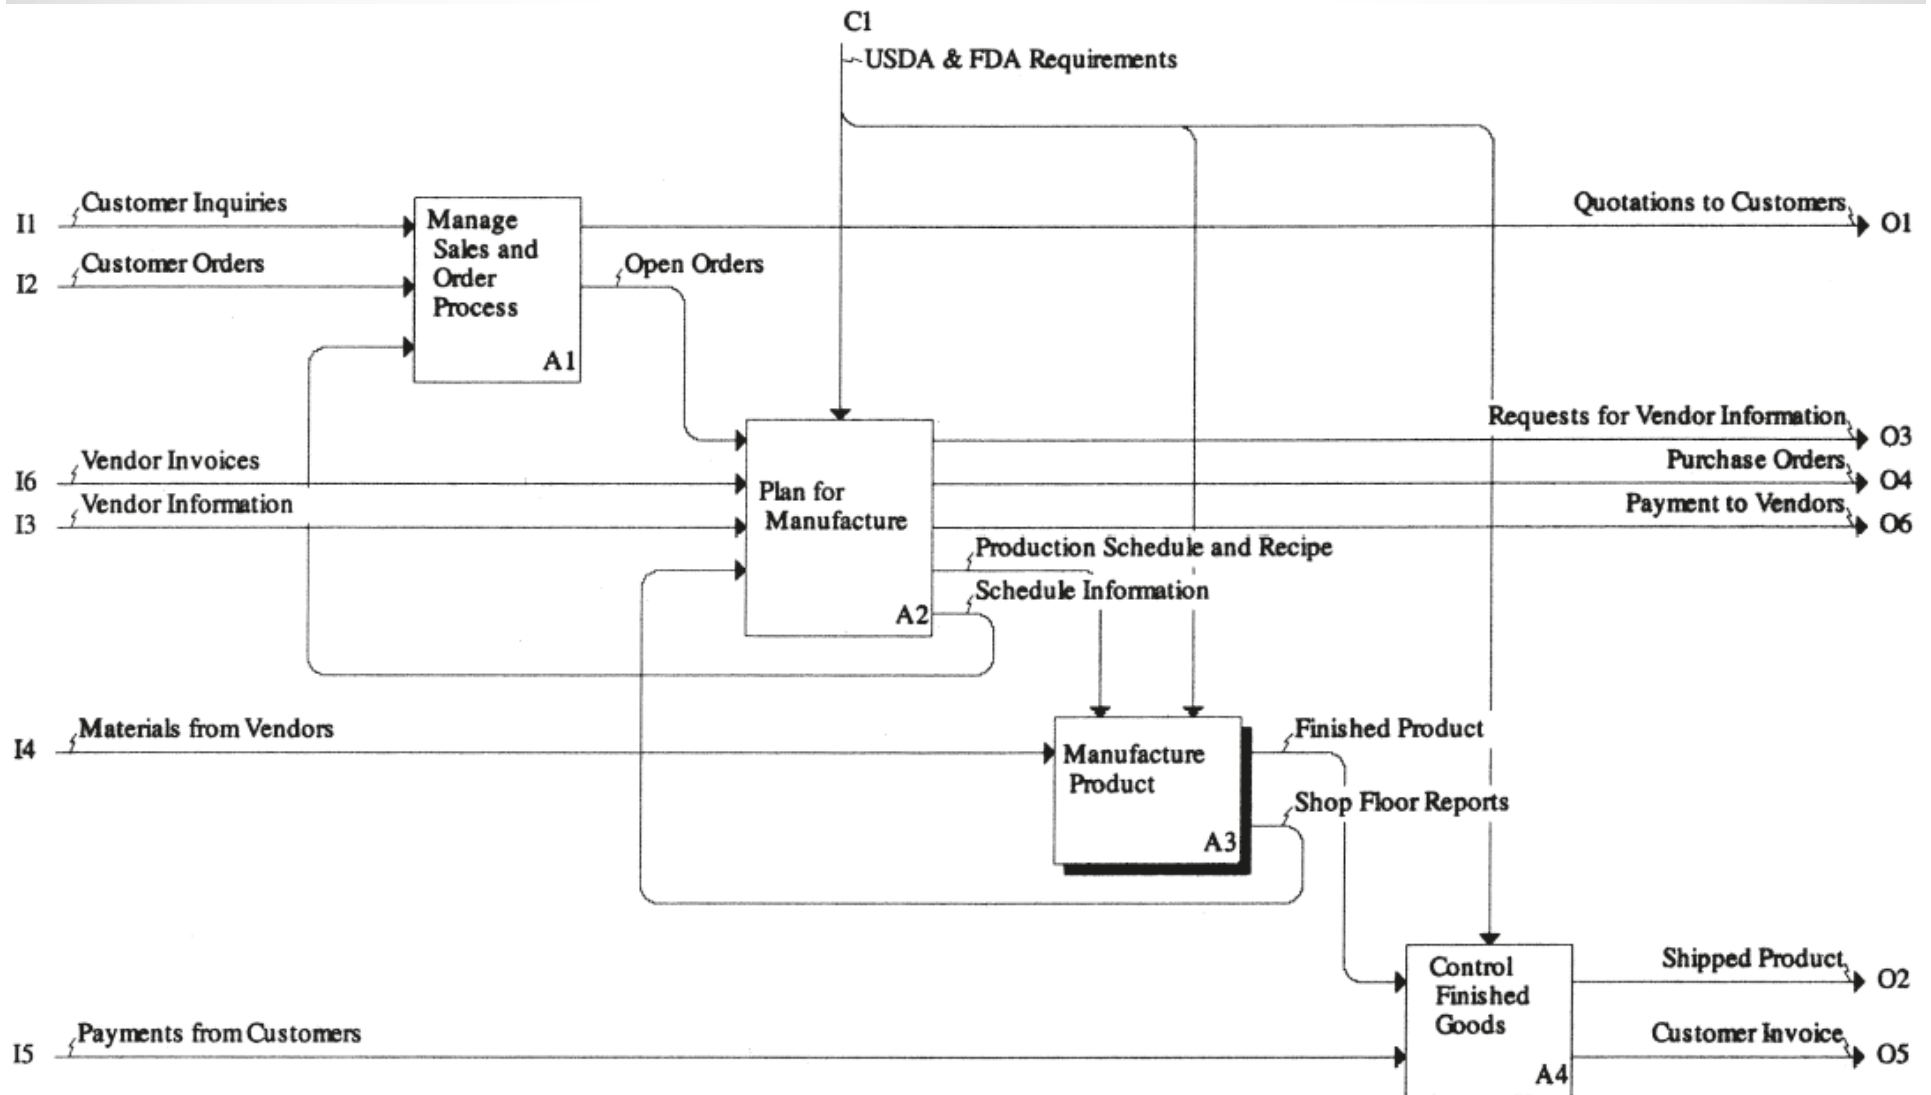 C1
USDA & FDA Requirements
I1
Customer Inquiries
Manage
Sales and
Order
Process
A1
Quotations to Customers
O1
I2
Customer Orders
Open Orders
Requests for Vendor Information
O3
I6
Vendor Invoices
Purchase Orders
O4
I3
Vendor Information
Plan for
Manufacture
A2
Payment to Vendors
O6
Production Schedule and Recipe
Schedule Information
I4
Materials from Vendors
Manufacture
Product
A3
Finished Product
Shop Floor Reports
Control
Finished
Goods
A4
Shipped Product
O2
I5
Payments from Customers
Customer Invoice
O5